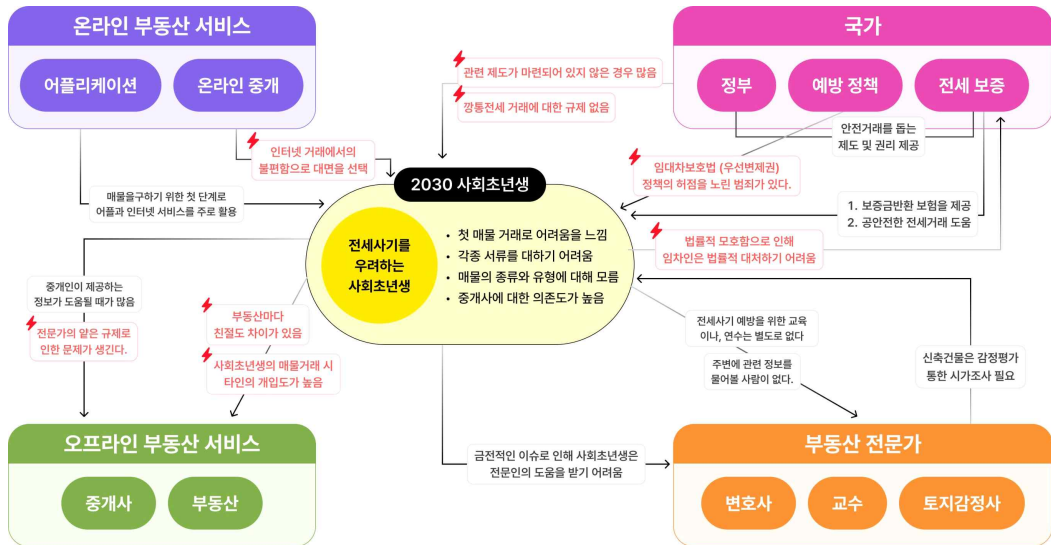 온라인 부동산 서비스
어플리케이션
온라인 중개
국가
정부
예방 정책
전세 보증
관련 제도가 마련되어 있지 않은 경우 많음
깡통전세 거래에 대한 규제 없음
안전거래를 돕는
제도 및 권리 제공
인터넷 거래에서의
불편함으로 대면을 선택
임대차보호법 (우선변제권)
정책의 허점을 노린 범죄가 있다.
매물을구하기 위한 첫 단계로
어플과 인터넷 서비스를 주로 활용
2030 사회초년생
전세사기를
우려하는
사회초년생
• 첫 매물 거래로 어려움을 느낌
• 각종 서류를 대하기 어려움
• 매물의 종류와 유형에 대해 모름
• 중개사에 대한 의존도가 높음
1. 보증금반환 보험을 제공
2. 공안전한 전세거래 도움
법률적 모호함으로 인해
임차인은 법률적 대처하기 어려움
중개인이 제공하는
정보가 도움될 때가 많음
전문가의 얕은 규제로
인한 문제가 생긴다.
부동산마다
친절도 차이가 있음
사회초년생의 매물거래 시
타인의 개입도가 높음
전세사기 예방을 위한 교육
이나, 연수는 별도로 없다
주변에 관련 정보를
물어볼 사람이 없다.
신축건물은 감정평가
통한 시가조사 필요
오프라인 부동산 서비스
중개사
부동산
금전적인 이슈로 인해 사회초년생은
전문인의 도움을 받기 어려움
부동산 전문가
변호사
교수
토지감정사